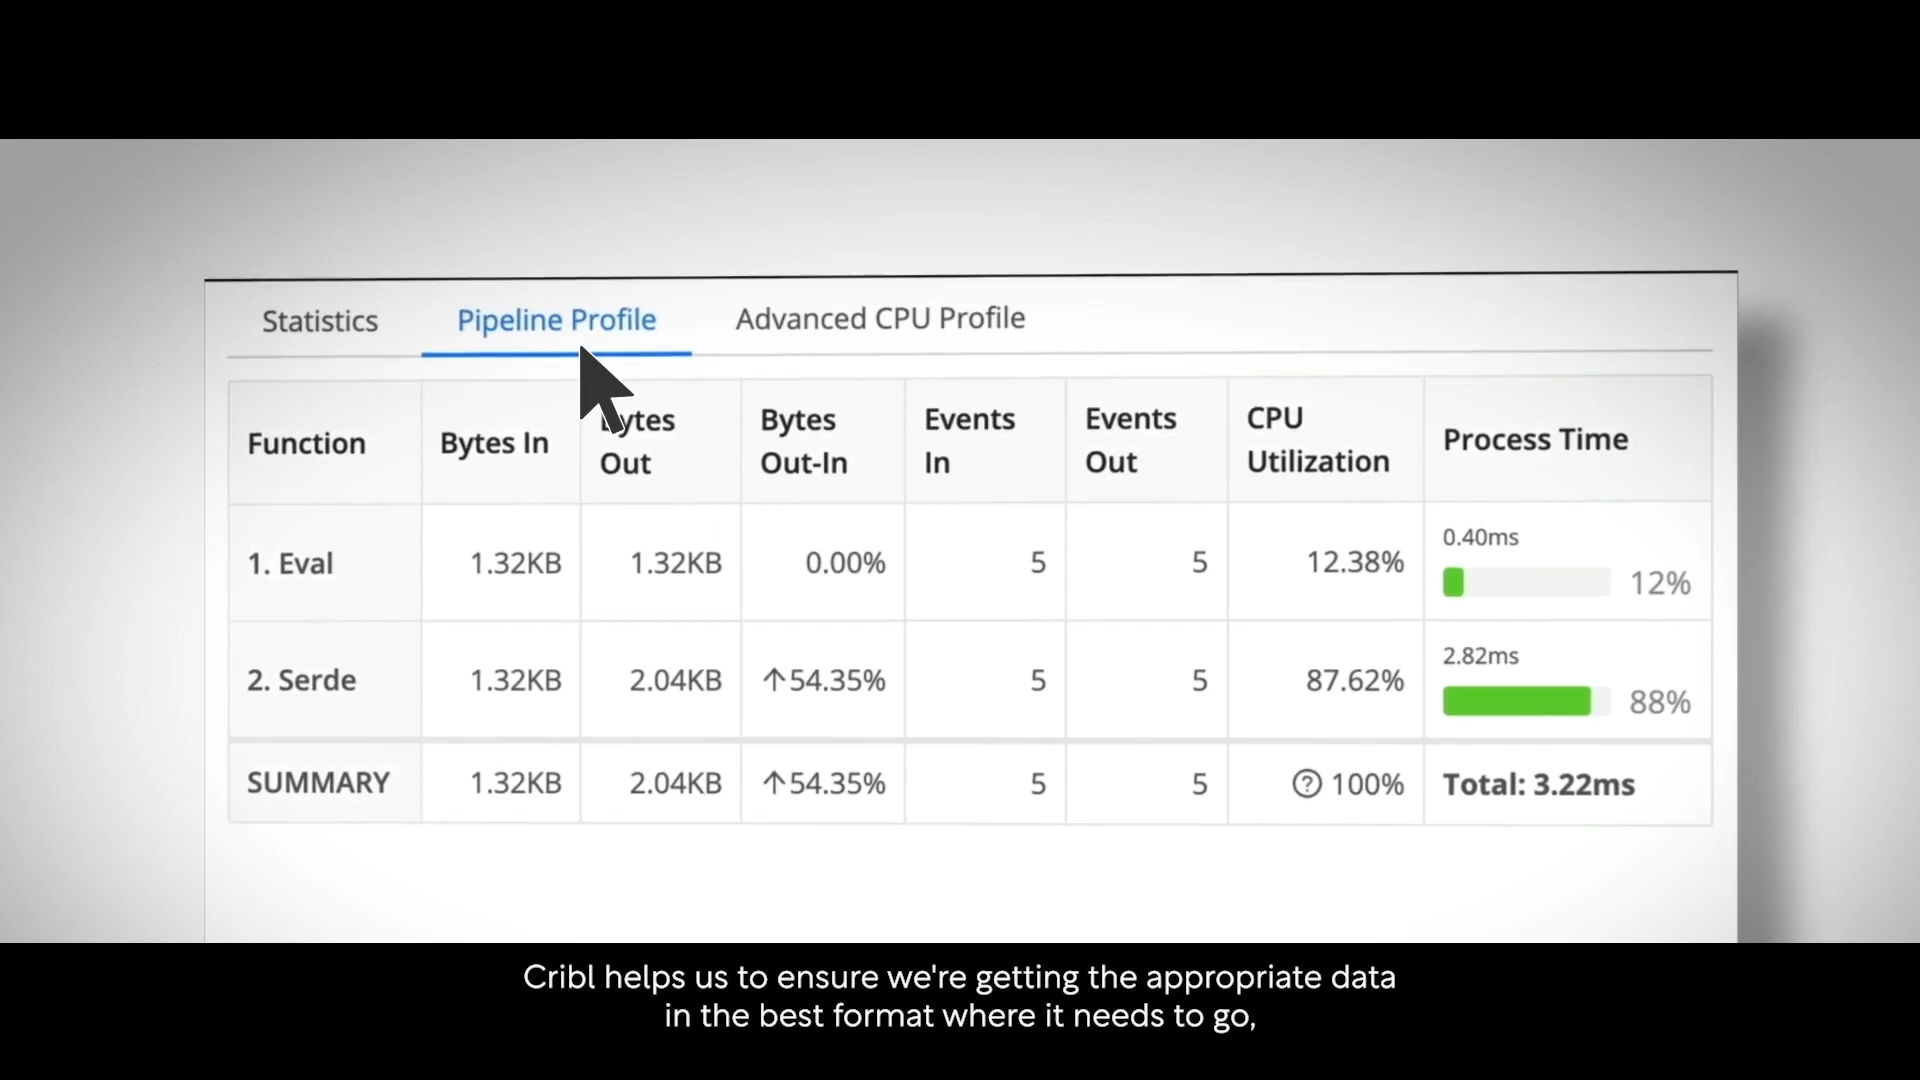 Statistics Pipeline Profile Advanced CPU Profile
Function Bytes In Bytes Out Bytes Out-In Events In Events Out CPU Utilization Process Time
1. Eval 1.32KB 1.32KB 0.00% 5 5 12.38% 0.40ms 12%
2. Serde 1.32KB 2.04KB ↑54.35% 5 5 87.62% 2.82ms 88%
SUMMARY 1.32KB 2.04KB ↑54.35% 5 5 ? 100% Total: 3.22ms
Cribl helps us to ensure we're getting the appropriate data
in the best format where it needs to go,